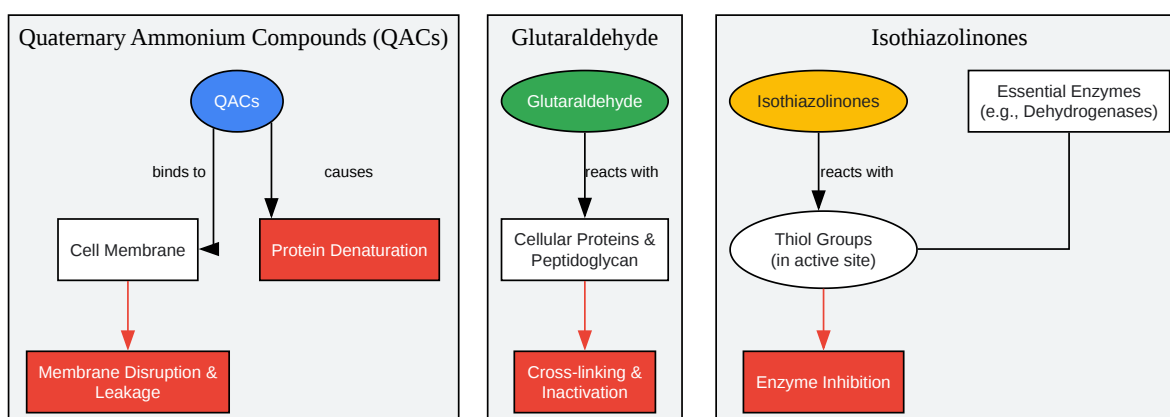 Quaternary Ammonium Compounds (QACs)
QACs
binds to
causes
Cell Membrane
Protein Denaturation
Membrane Disruption &
Leakage
Glutaraldehyde
Glutaraldehyde
reacts with
Cellular Proteins &
Peptidoglycan
Cross-linking &
Inactivation
Isothiazolinones
Isothiazolinones
Essential Enzymes
(e.g., Dehydrogenases)
reacts with
Thiol Groups
(in active site)
Enzyme Inhibition